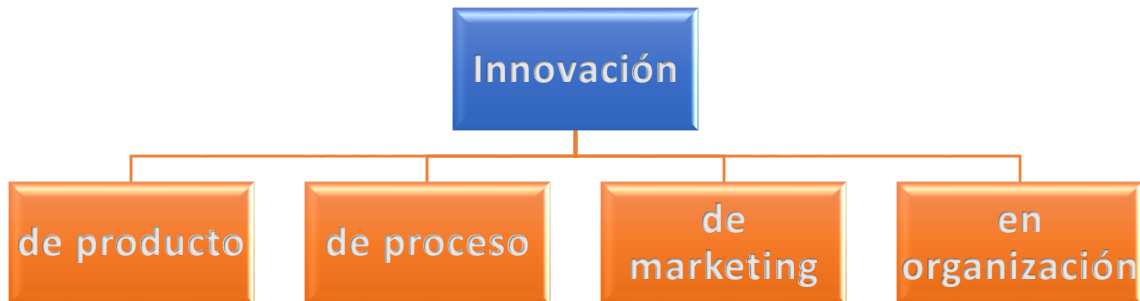 Innovación
de producto
de proceso
de
marketing
en
organización